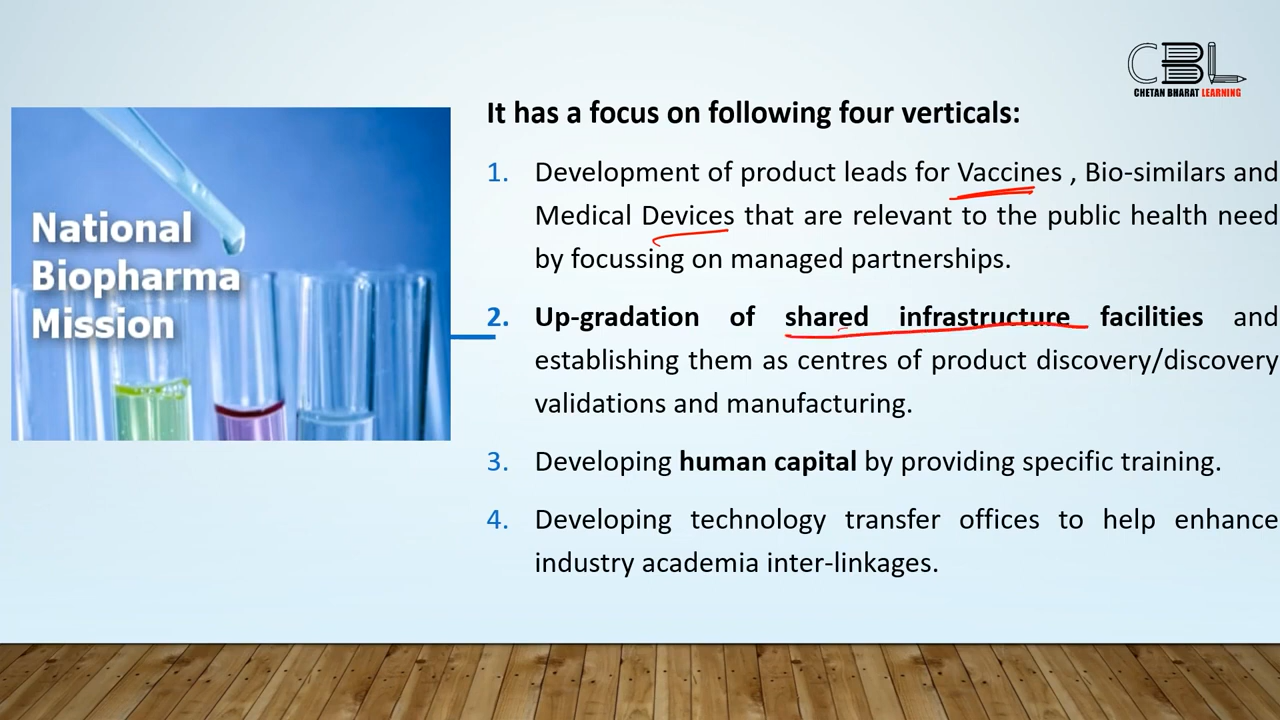 CBL
CHETAN BHARAT LEARNING
National
Biopharma
Mission
It has a focus on following four verticals:
1. Development of product leads for Vaccines , Bio-similars and
Medical Devices that are relevant to the public health need
by focussing on managed partnerships.
2. Up-gradation of shared infrastructure facilities and
establishing them as centres of product discovery/discovery
validations and manufacturing.
3. Developing human capital by providing specific training.
4. Developing technology transfer offices to help enhance
industry academia inter-linkages.